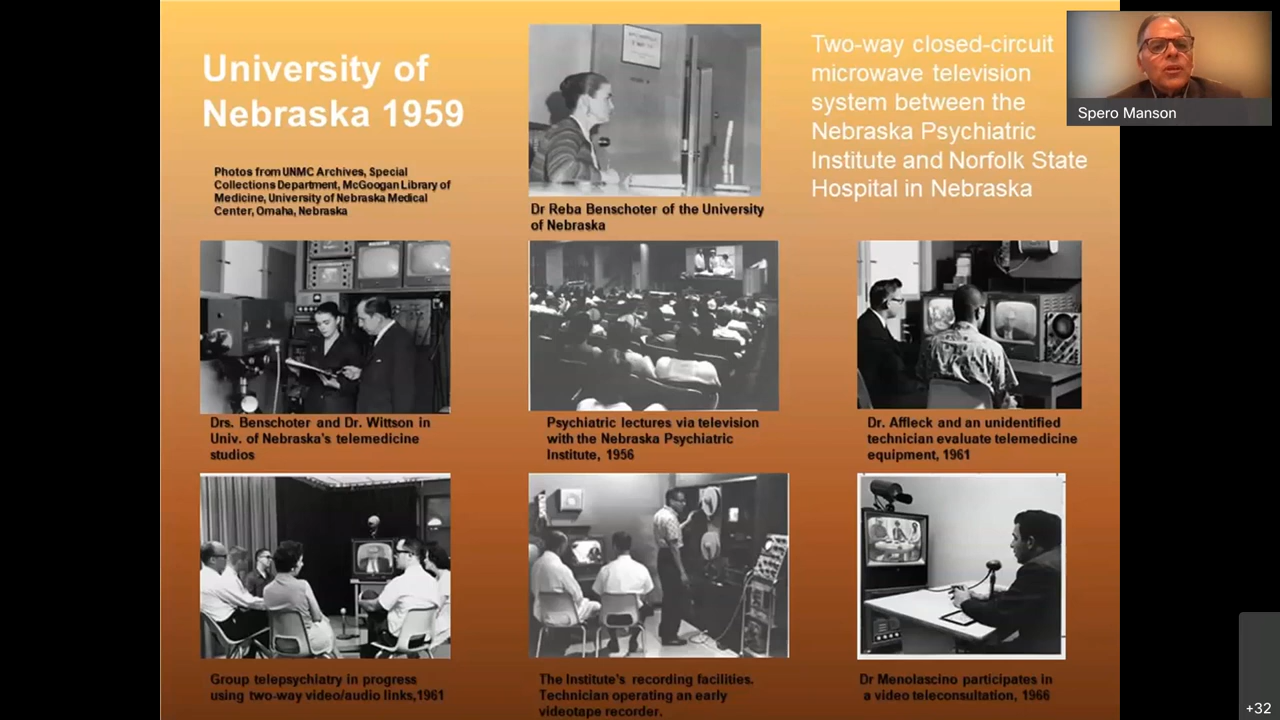 University of
Nebraska 1959
Photos from UNMC Archives, Special
Collections Department, McGoogan Library of
Medicine, University of Nebraska Medical
Center, Omaha, Nebraska
Dr Reba Benschoter of the University
of Nebraska
Two-way closed-circuit
microwave television
system between the
Nebraska Psychiatric
Institute and Norfolk State
Hospital in Nebraska
Spero Manson
Drs. Benschoter and Dr. Wittson in
Univ. of Nebraska's telemedicine
studios
Psychiatric lectures via television
with the Nebraska Psychiatric
Institute, 1956
Dr. Affleck and an unidentified
technician evaluate telemedicine
equipment, 1961
Group telepsychiatry in progress
using two-way video/audio links,1961
The Institute's recording facilities.
Technician operating an early
videotape recorder.
Dr Menolascino participates in
a video teleconsultation, 1966
+32